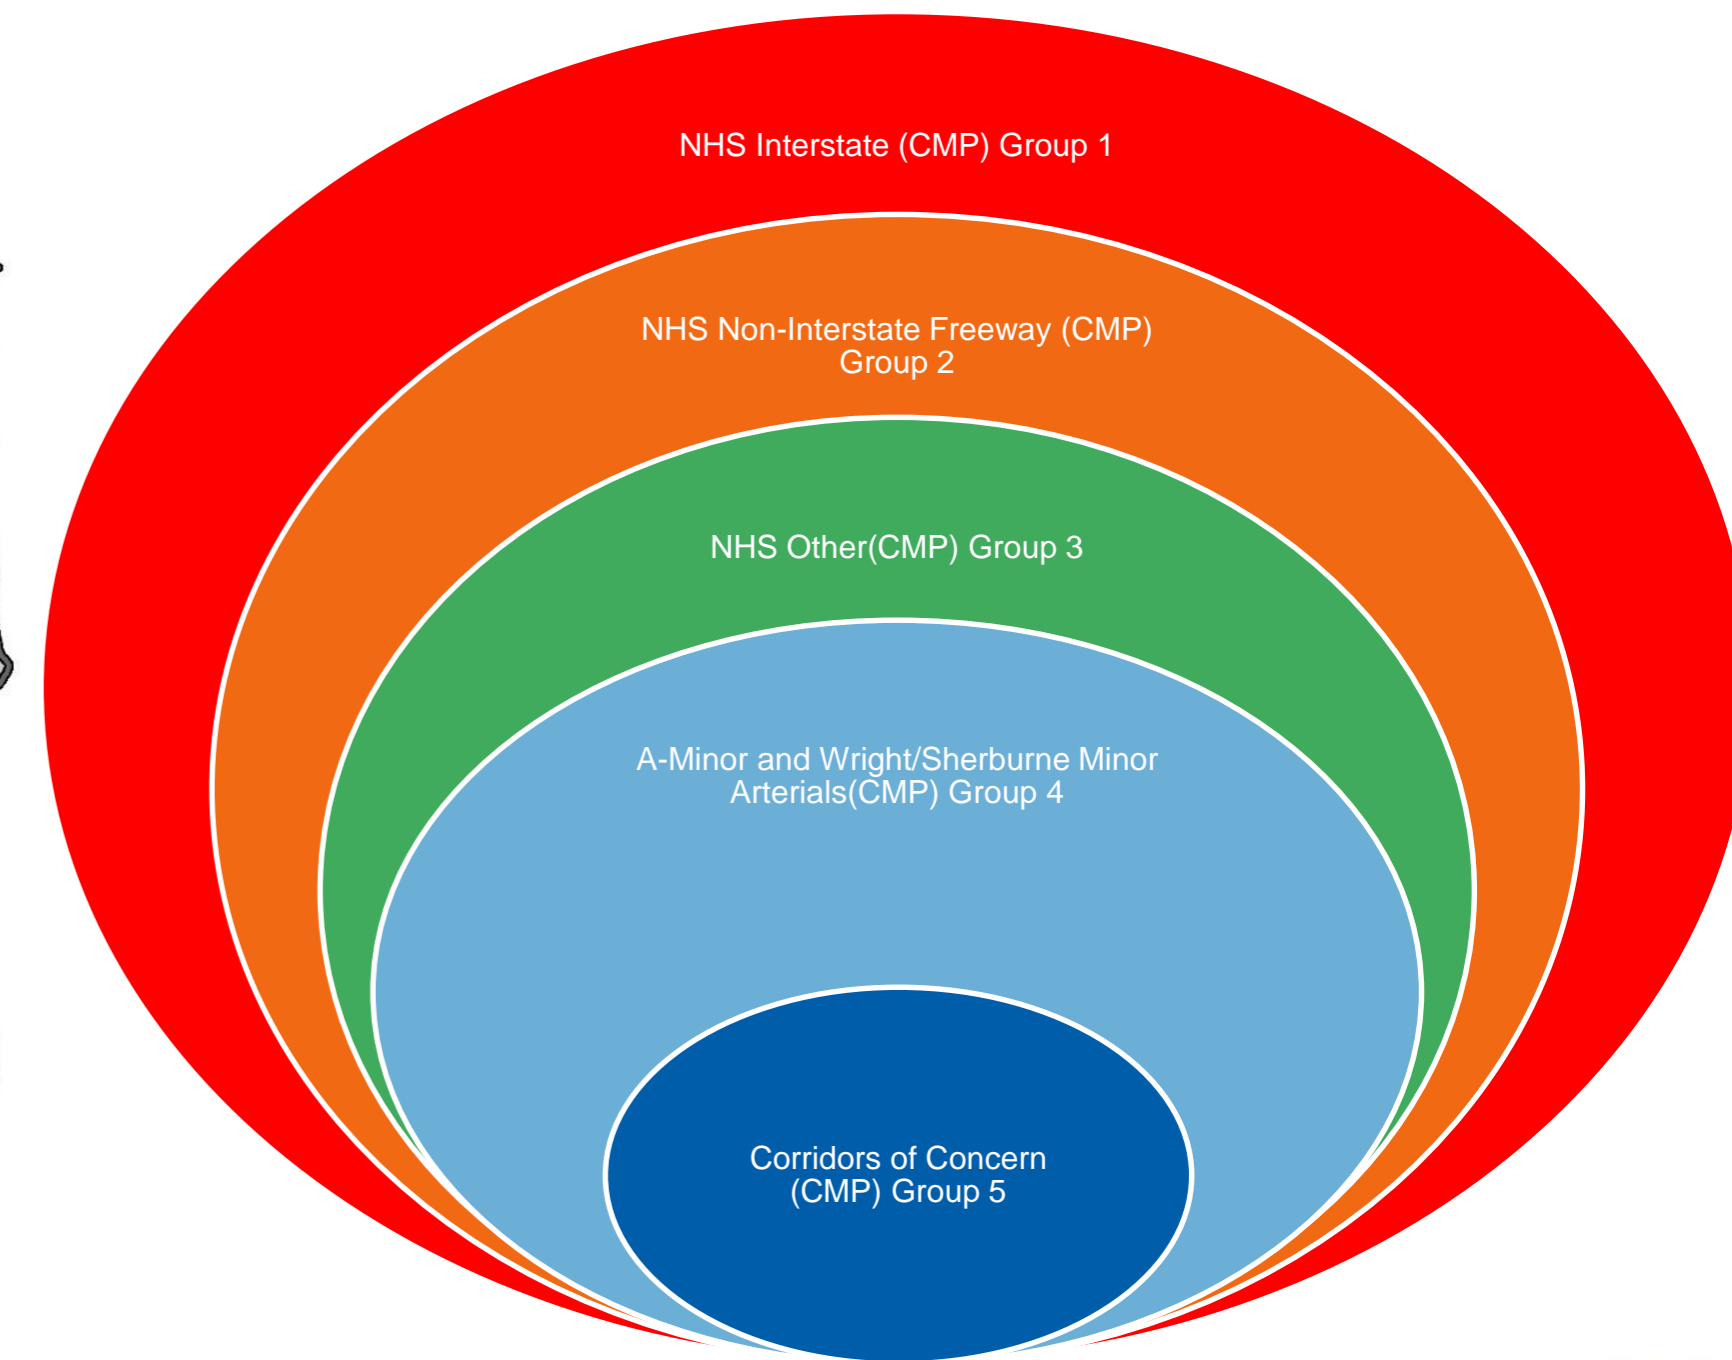 NHS Interstate (CMP) Group 1
NHS Non-Interstate Freeway (CMP)
Group 2
NHS Other(CMP) Group 3
A-Minor and Wright/Sherburne Minor
Arterials(CMP) Group 4
Corridors of Concern
(CMP) Group 5